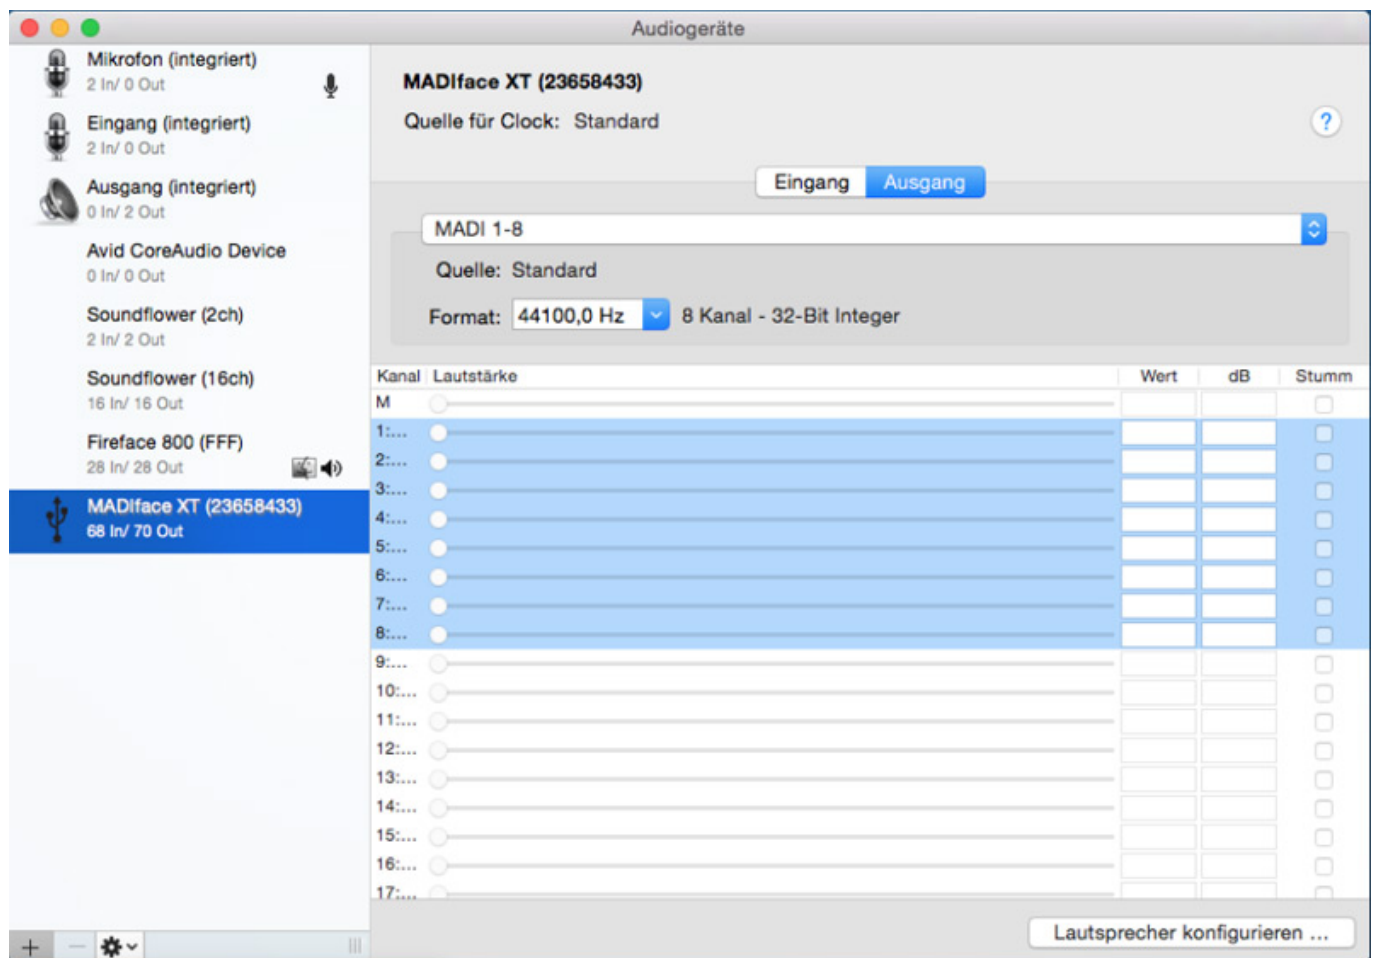 Audiogeräte
Mikrofon (integriert)
2 In/ 0 Out
Eingang (integriert)
2 In/ 0 Out
Ausgang (integriert)
0 In/ 2 Out
Avid CoreAudio Device
0 In/ 0 Out
Soundflower (2ch)
2 In/ 2 Out
Soundflower (16ch)
16 In/ 16 Out
Fireface 800 (FFF)
28 In/ 28 Out
MADIface XT (23658433)
68 In/ 70 Out
MADIface XT (23658433)
Quelle für Clock: Standard
?
Eingang Ausgang
MADI 1-8
Quelle: Standard
Format: 44100,0 Hz 8 Kanal - 32-Bit Integer
Kanal Lautstärke Wert dB Stumm
M
1:...
2:...
3:...
4:...
5:...
6:...
7:...
8:...
9:...
10:...
11:...
12:...
13:...
14:...
15:...
16:...
17:...
Lautsprecher konfigurieren ...